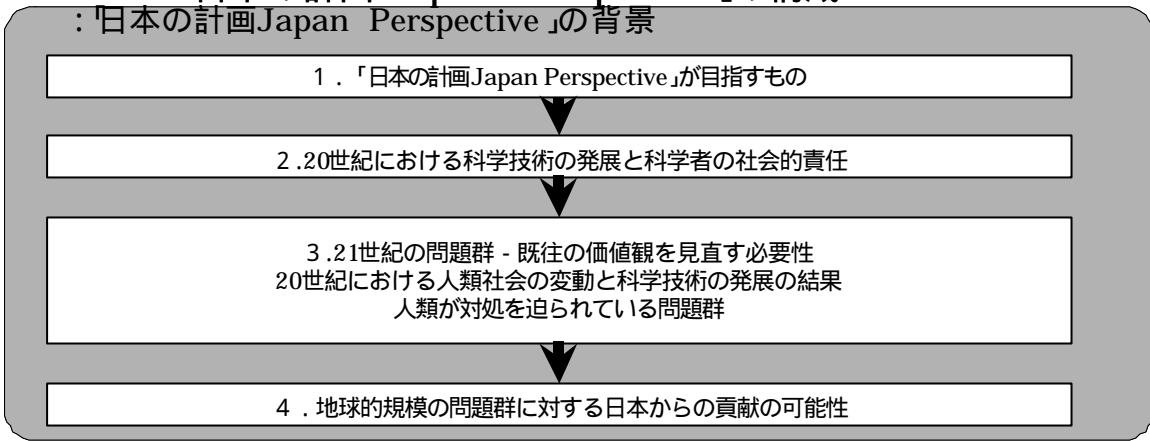 :「日本の計画Japan Perspective」の背景
1．「日本の計画Japan Perspective」が目指すもの
2.20世紀における科学技術の発展と科学者の社会的責任
3.21世紀の問題群 - 既往の価値観を見直す必要性
20世紀における人類社会の変動と科学技術の発展の結果
人類が対処を迫られている問題群
4．地球的規模の問題群に対する日本からの貢献の可能性